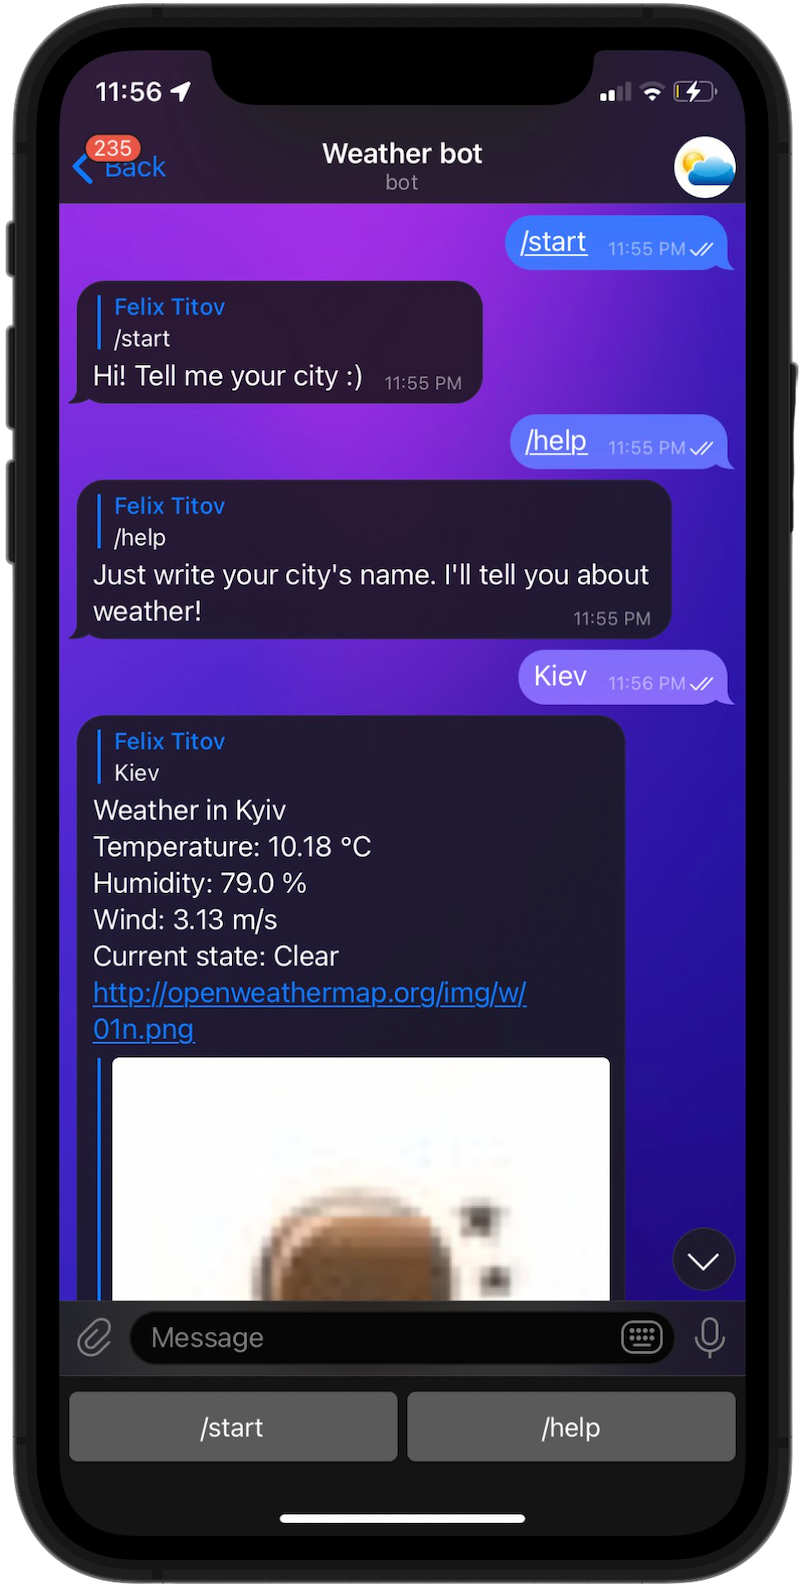 11:56
235
Back
Weather bot
bot
/start 11:55 PM
Felix Titov
/start
Hi! Tell me your city :) 11:55 PM
/help 11:55 PM
Felix Titov
/help
Just write your city's name. I'll tell you about
weather!
11:55 PM
Kiev 11:56 PM
Felix Titov
Kiev
Weather in Kyiv
Temperature: 10.18 °C
Humidity: 79.0 %
Wind: 3.13 m/s
Current state: Clear
http://openweathermap.org/img/w/
01n.png
Message
/start
/help